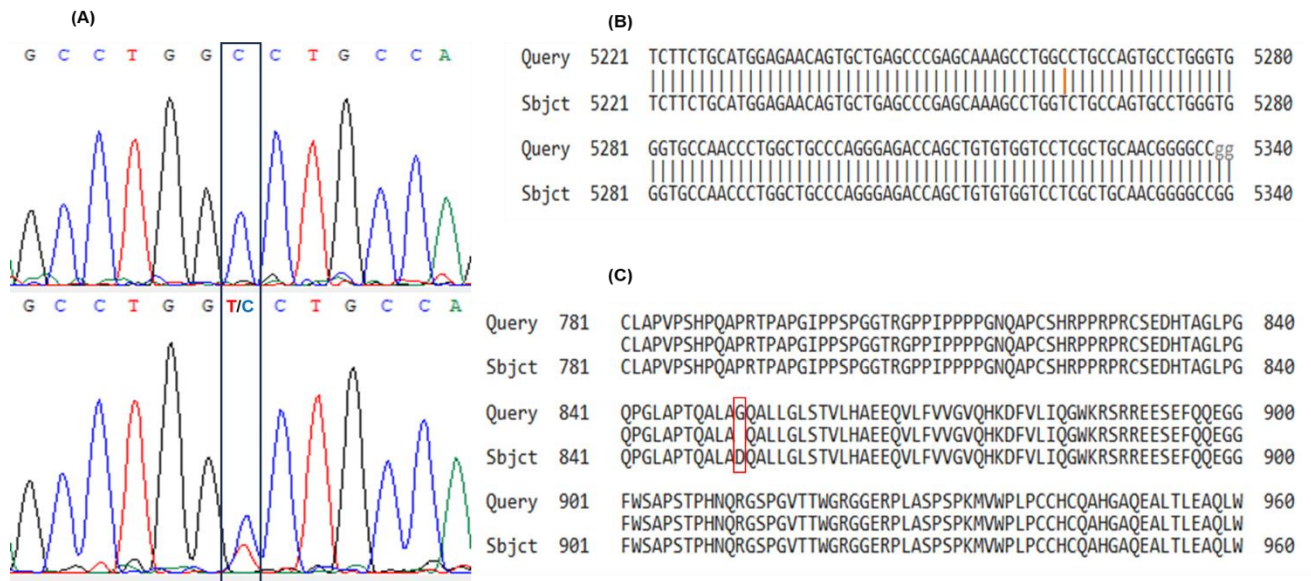 (A)
G C C T G G C C T G C C A
G C C T G G T/C C T G C C A
(B)
Query 5221 TCTTCTGCATGGAGAACAGTGCTGAGCCCGAGCAAAGCCTGGCCTGCCAGTGCCTGGGTG 5280
||||||||||||||||||||||||||||||||||||||||||||||||||||||||||||
Sbjct 5221 TCTTCTGCATGGAGAACAGTGCTGAGCCCGAGCAAAGCCTGGTCTGCCAGTGCCTGGGTG 5280
Query 5281 GGTGCCAACCCTGGCTGCCCAGGGAGACCAGCTGTGTGGTCCTCGCTGCAACGGGGCCgg 5340
||||||||||||||||||||||||||||||||||||||||||||||||||||||||||||
Sbjct 5281 GGTGCCAACCCTGGCTGCCCAGGGAGACCAGCTGTGTGGTCCTCGCTGCAACGGGGCCGG 5340
(C)
Query 781 CLAPVPSHPQAPRTPAPGIPPSPGGTRGPPIPPPPGNQAPCSHRPPRPRCSEDHTAGLPG 840
CLAPVPSHPQAPRTPAPGIPPSPGGTRGPPIPPPPGNQAPCSHRPPRPRCSEDHTAGLPG
Sbjct 781 CLAPVPSHPQAPRTPAPGIPPSPGGTRGPPIPPPPGNQAPCSHRPPRPRCSEDHTAGLPG 840
Query 841 QPGLAPTQALAGQALLGLSTVLHAEEQVLFVVGVQHKDFVLIQGWKRSRREESEFQQEGG 900
QPGLAPTQALA QALLGLSTVLHAEEQVLFVVGVQHKDFVLIQGWKRSRREESEFQQEGG
Sbjct 841 QPGLAPTQALADQALLGLSTVLHAEEQVLFVVGVQHKDFVLIQGWKRSRREESEFQQEGG 900
Query 901 FWSAPSTPHNQRGSPGVTTWGRGGERPLASPSPKMVWPLPCCHCQAHGAQEALTLEAQLW 960
FWSAPSTPHNQRGSPGVTTWGRGGERPLASPSPKMVWPLPCCHCQAHGAQEALTLEAQLW
Sbjct 901 FWSAPSTPHNQRGSPGVTTWGRGGERPLASPSPKMVWPLPCCHCQAHGAQEALTLEAQLW 960